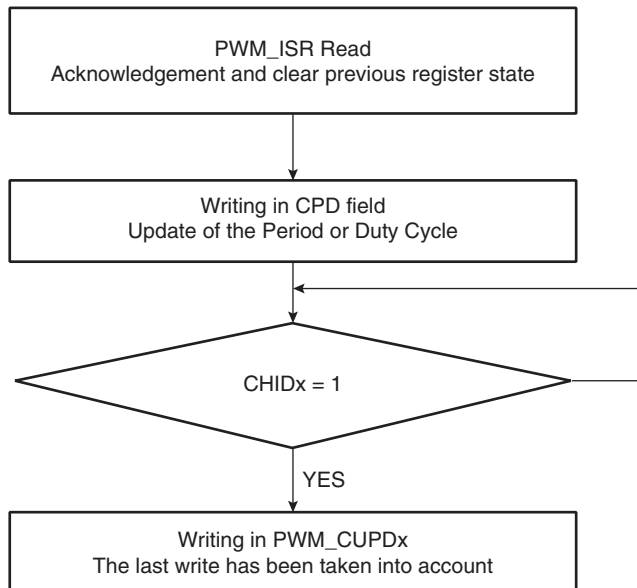 PWM_ISR Read
Acknowledgement and clear previous register state
Writing in CPD field
Update of the Period or Duty Cycle
CHIDx = 1
YES
Writing in PWM_CUPDx
The last write has been taken into account